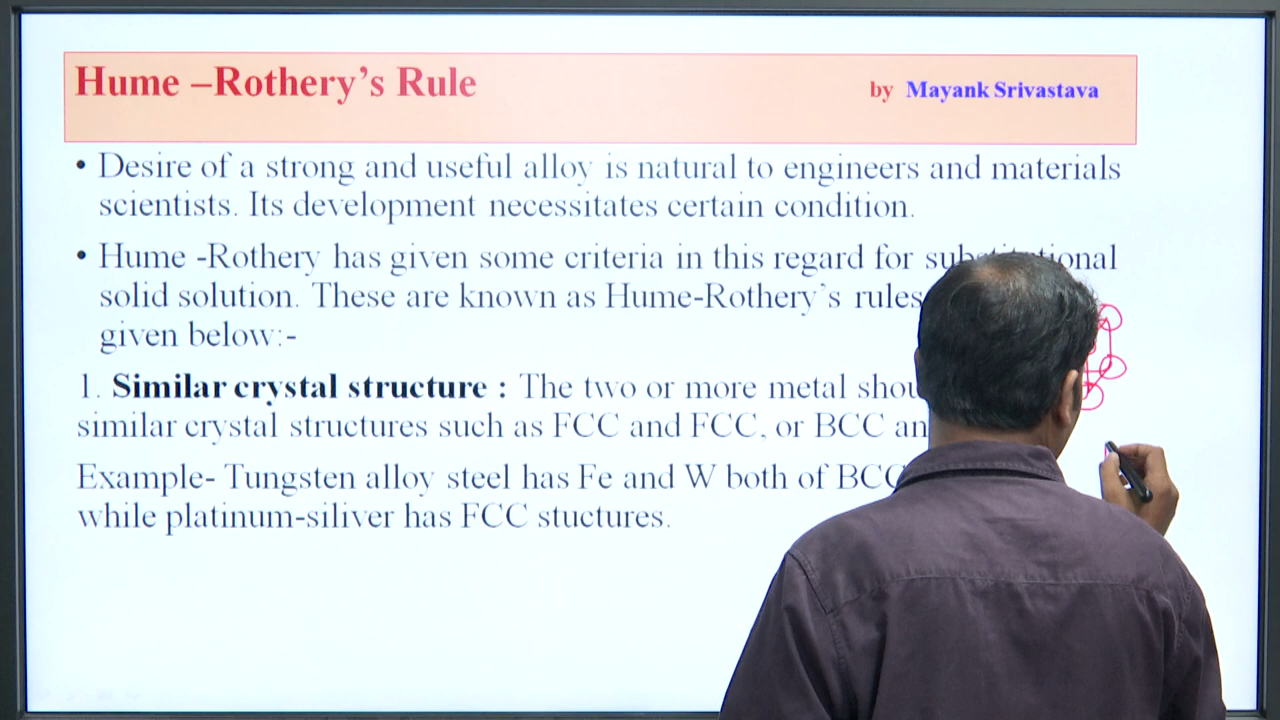 Hume –Rothery’s Rule by Mayank Srivastava
• Desire of a strong and useful alloy is natural to engineers and materials
scientists. Its development necessitates certain condition.
• Hume -Rothery has given some criteria in this regard for
solid solution. These are known as Hume-Rothery’s rules
given below:-
1. Similar crystal structure : The two or more metal
similar crystal structures such as FCC and FCC, or BCC
Example- Tungsten alloy steel has Fe and W both of BCC
while platinum-siliver has FCC stuctures.